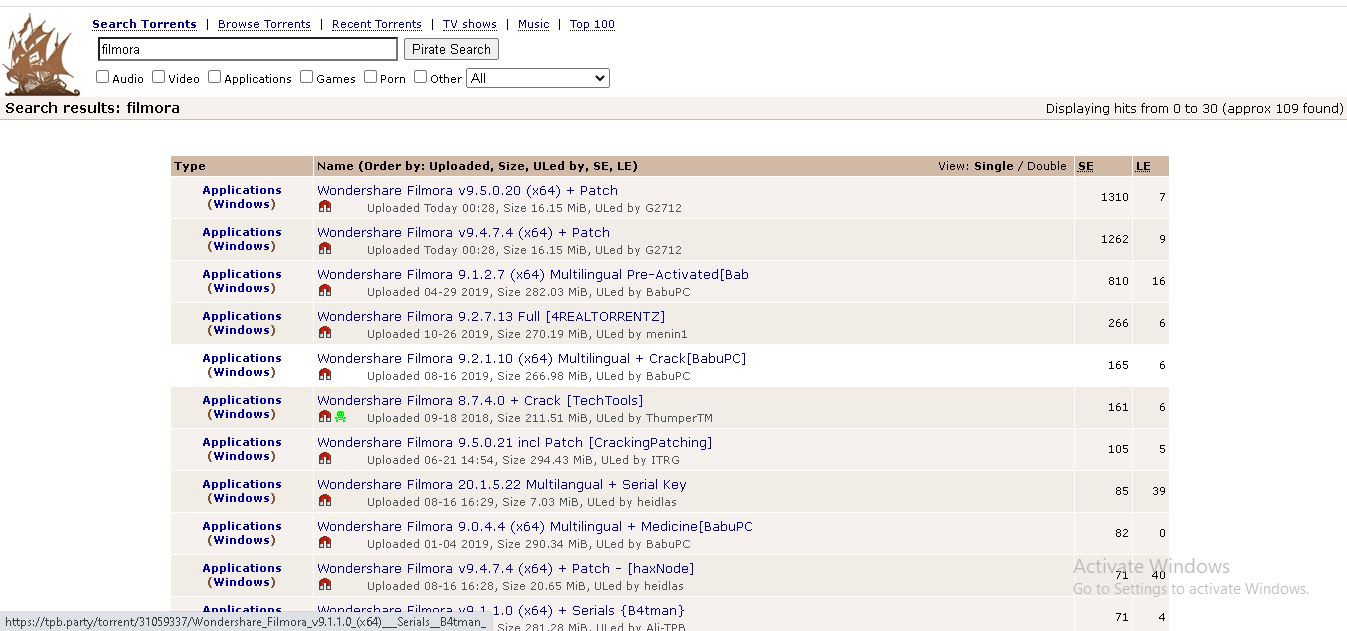 Search Torrents | Browse Torrents | Recent Torrents | TV shows | Music | Top 100
filmora Pirate Search
Audio Video Applications Games Porn Other All
Search results: filmora Displaying hits from 0 to 30 (approx 109 found)
Type Name (Order by: Uploaded, Size, ULed by, SE, LE) View: Single / Double SE LE
Applications Wondershare Filmora v9.5.0.20 (x64) + Patch
(Windows) Uploaded Today 00:28, Size 16.15 MiB, ULed by G2712 1310 7
Applications Wondershare Filmora v9.4.7.4 (x64) + Patch
(Windows) Uploaded Today 00:28, Size 16.15 MiB, ULed by G2712 1262 9
Applications Wondershare Filmora 9.1.2.7 (x64) Multilingual Pre-Activated[Bab
(Windows) Uploaded 04-29 2019, Size 282.03 MiB, ULed by BabuPC 810 16
Applications Wondershare Filmora 9.2.7.13 Full [4REALTORRENTZ]
(Windows) Uploaded 10-26 2019, Size 270.19 MiB, ULed by menin1 266 6
Applications Wondershare Filmora 9.2.1.10 (x64) Multilingual + Crack[BabuPC]
(Windows) Uploaded 08-16 2019, Size 266.98 MiB, ULed by BabuPC 165 6
Applications Wondershare Filmora 8.7.4.0 + Crack [TechTools]
(Windows) Uploaded 09-18 2018, Size 211.51 MiB, ULed by ThumperTM 161 6
Applications Wondershare Filmora 9.5.0.21 incl Patch [CrackingPatching]
(Windows) Uploaded 06-21 14:54, Size 294.43 MiB, ULed by ITRG 105 5
Applications Wondershare Filmora 20.1.5.22 Multilangual + Serial Key
(Windows) Uploaded 08-16 16:29, Size 7.03 MiB, ULed by heidlas 85 39
Applications Wondershare Filmora 9.0.4.4 (x64) Multilingual + Medicine[BabuPC
(Windows) Uploaded 01-04 2019, Size 290.34 MiB, ULed by BabuPC 82 0
Applications Wondershare Filmora v9.4.7.4 (x64) + Patch - [haxNode]
(Windows) Uploaded 08-16 16:28, Size 20.65 MiB, ULed by heidlas 71 40
Activate Windows
Go to Settings to activate Windows.
Applications Wondershare Filmora v9.1.1.0 (x64) + Serials {B4tman}
https://tpb.party/torrent/31059337/Wondershare_Filmora_v9.1.1.0_(x64)___Serials__B4tman_ Size 281.28 MiB, ULed by Ali-TPB 71 4